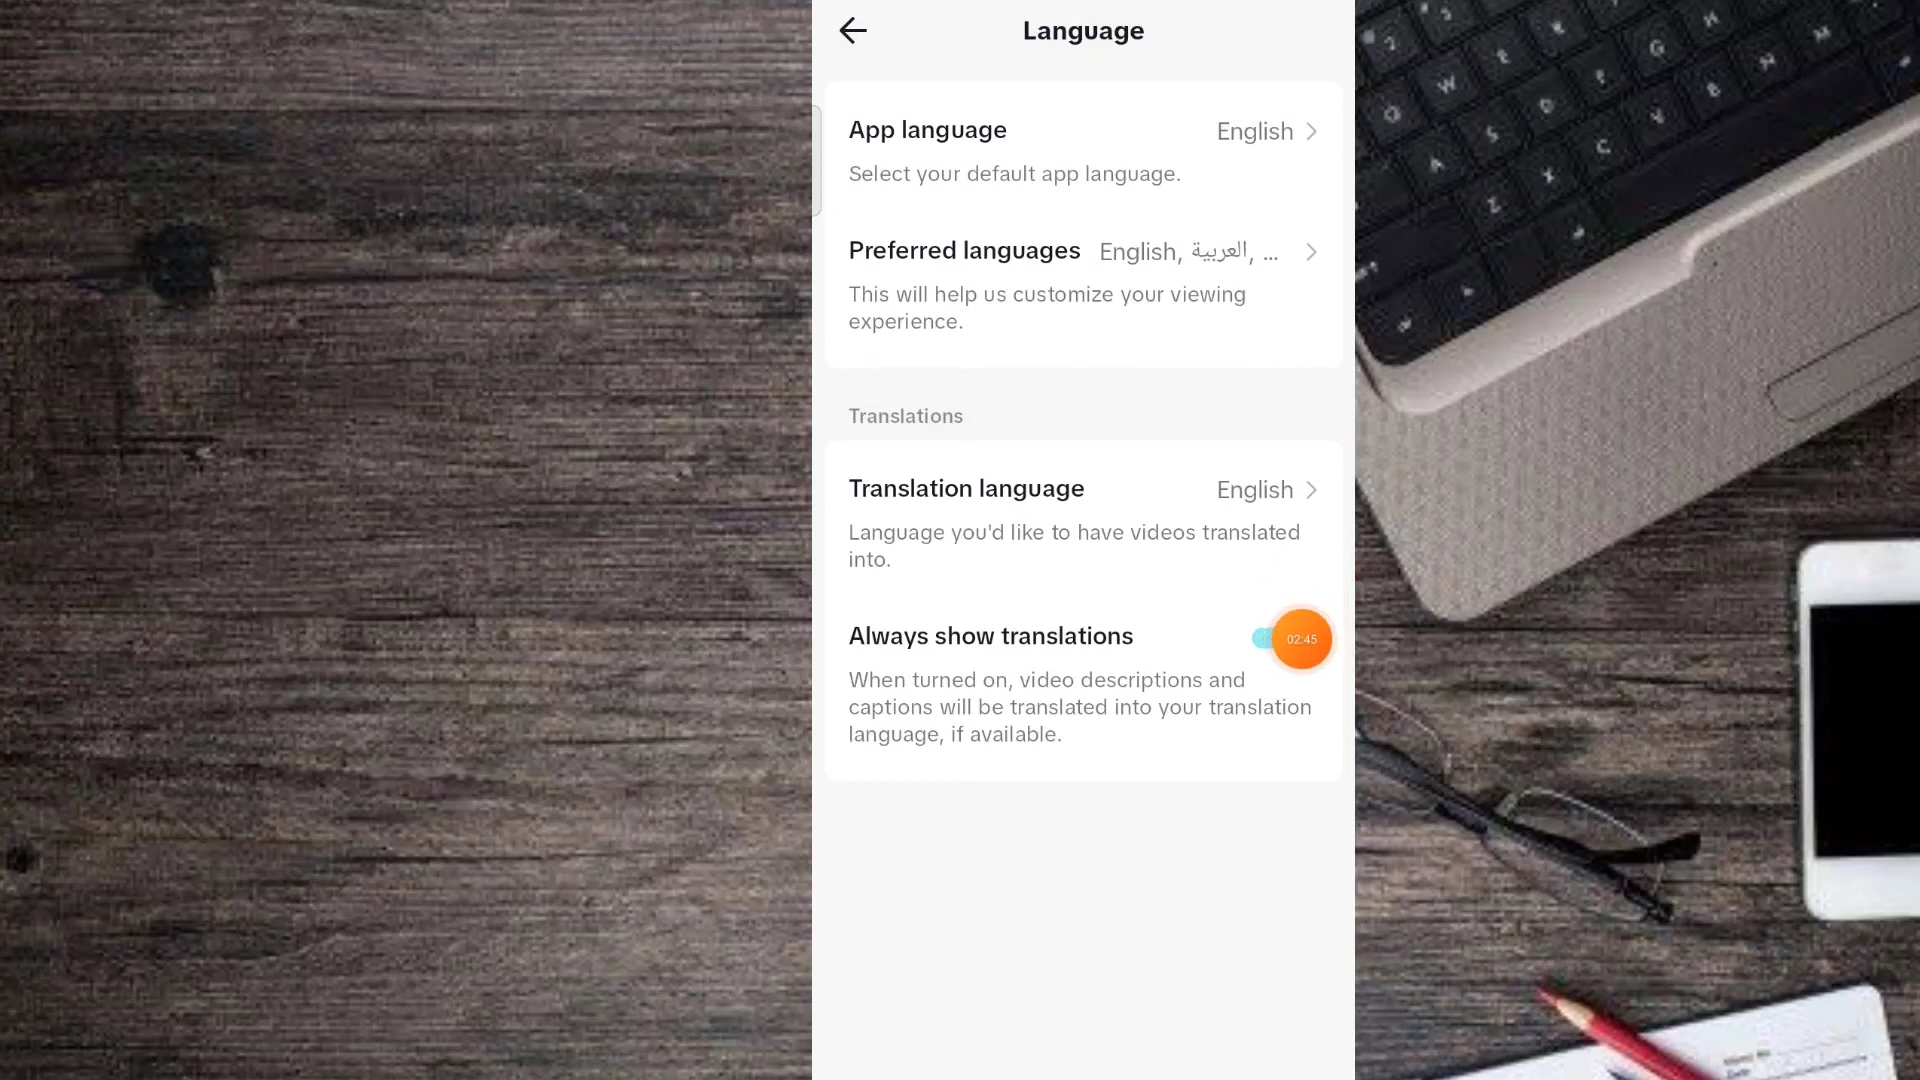 Language
App language English
Select your default app language.
Preferred languages English, العربية, ...
This will help us customize your viewing
experience.
Translations
Translation language English
Language you'd like to have videos translated
into.
Always show translations
02:45
When turned on, video descriptions and
captions will be translated into your translation
language, if available.